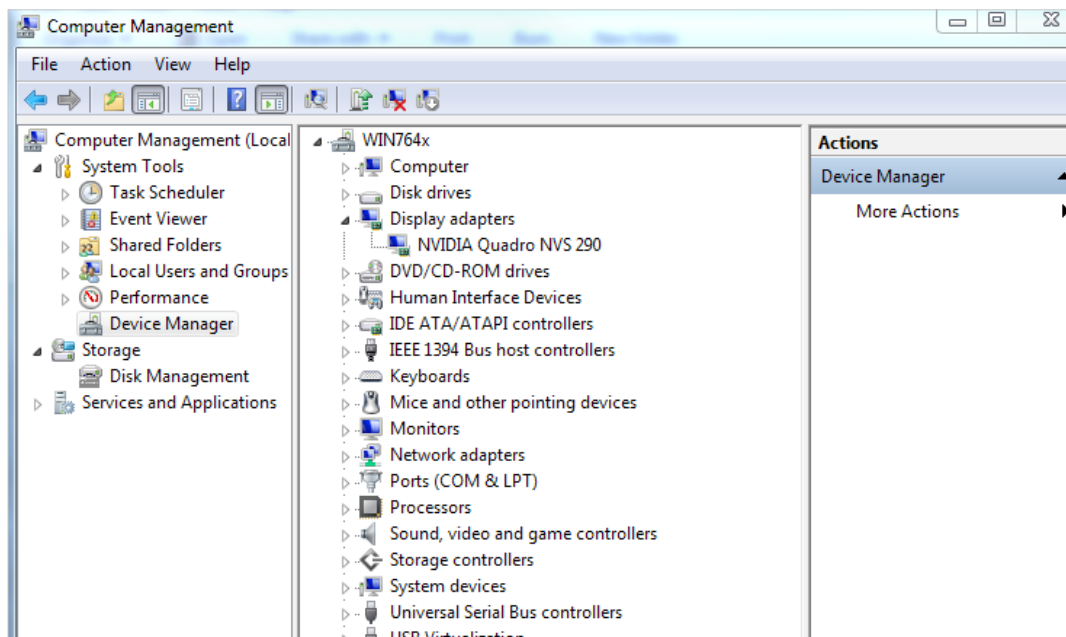 Computer Management
File Action View Help
Computer Management (Local
System Tools
Task Scheduler
Event Viewer
Shared Folders
Local Users and Groups
Performance
Device Manager
Storage
Disk Management
Services and Applications
WIN764x
Computer
Disk drives
Display adapters
NVIDIA Quadro NVS 290
DVD/CD-ROM drives
Human Interface Devices
IDE ATA/ATAPI controllers
IEEE 1394 Bus host controllers
Keyboards
Mice and other pointing devices
Monitors
Network adapters
Ports (COM & LPT)
Processors
Sound, video and game controllers
Storage controllers
System devices
Universal Serial Bus controllers
USB Virtualization
Actions
Device Manager
More Actions